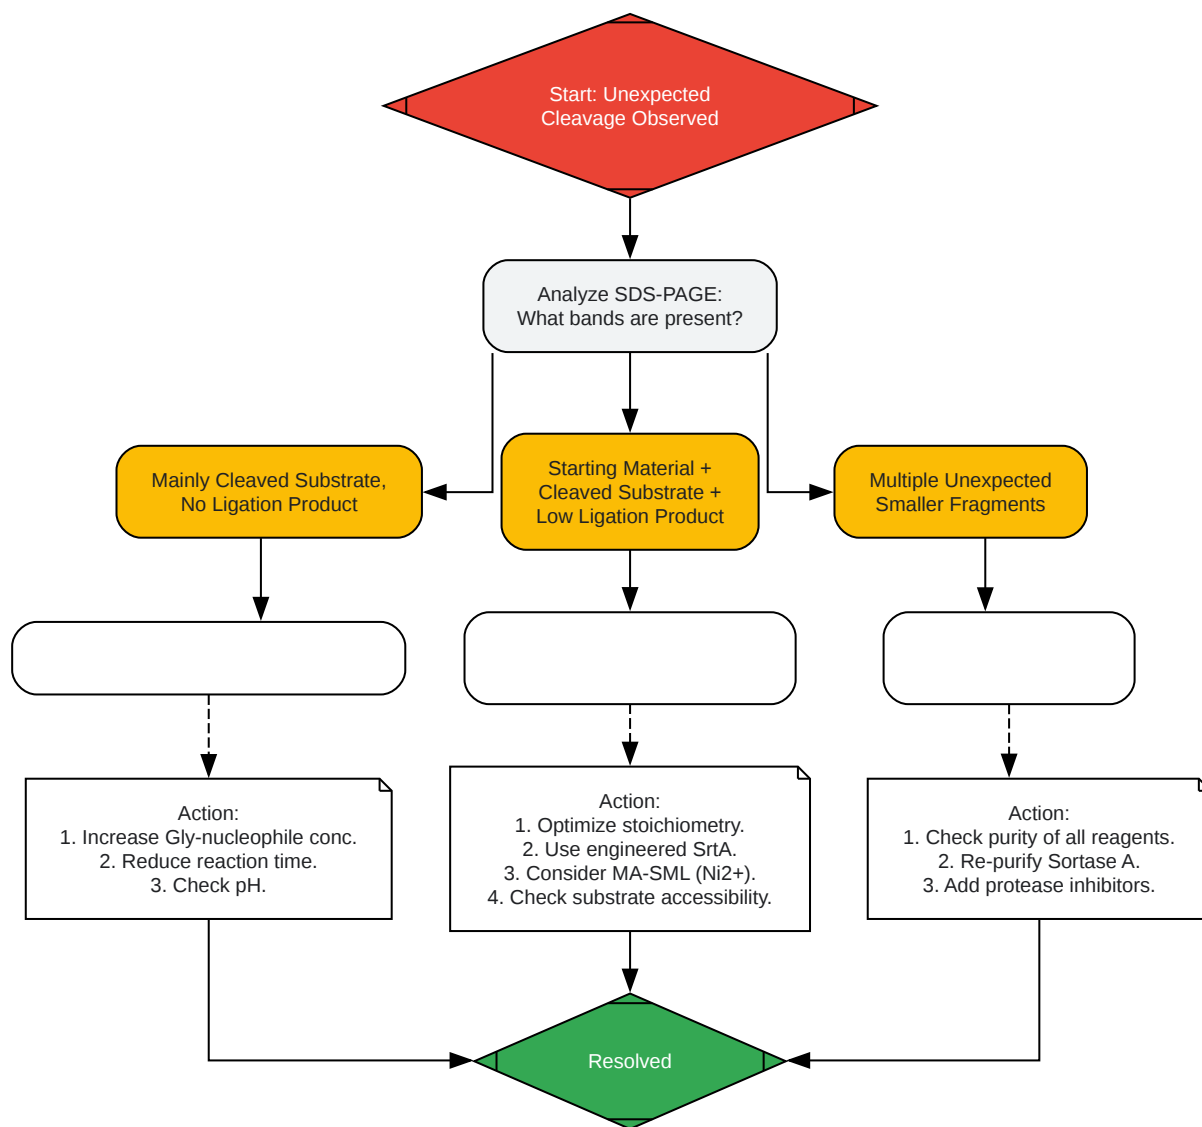 Start: Unexpected
Cleavage Observed
Analyze SDS-PAGE:
What bands are present?
Mainly Cleaved Substrate,
No Ligation Product
Starting Material +
Cleaved Substrate +
Low Ligation Product
Multiple Unexpected
Smaller Fragments
Action:
1. Increase Gly-nucleophile conc.
2. Reduce reaction time.
3. Check pH.
Action:
1. Optimize stoichiometry.
2. Use engineered SrtA.
3. Consider MA-SML (Ni2+).
4. Check substrate accessibility.
Action:
1. Check purity of all reagents.
2. Re-purify Sortase A.
3. Add protease inhibitors.
Resolved